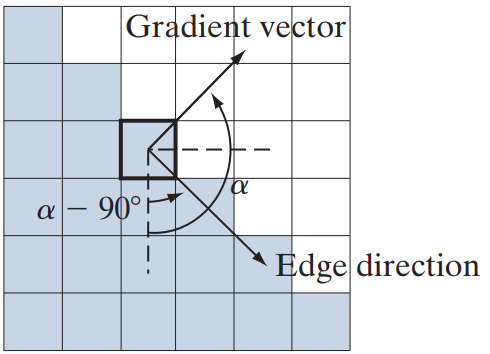 Gradient vector
α
α − 90°
Edge direction